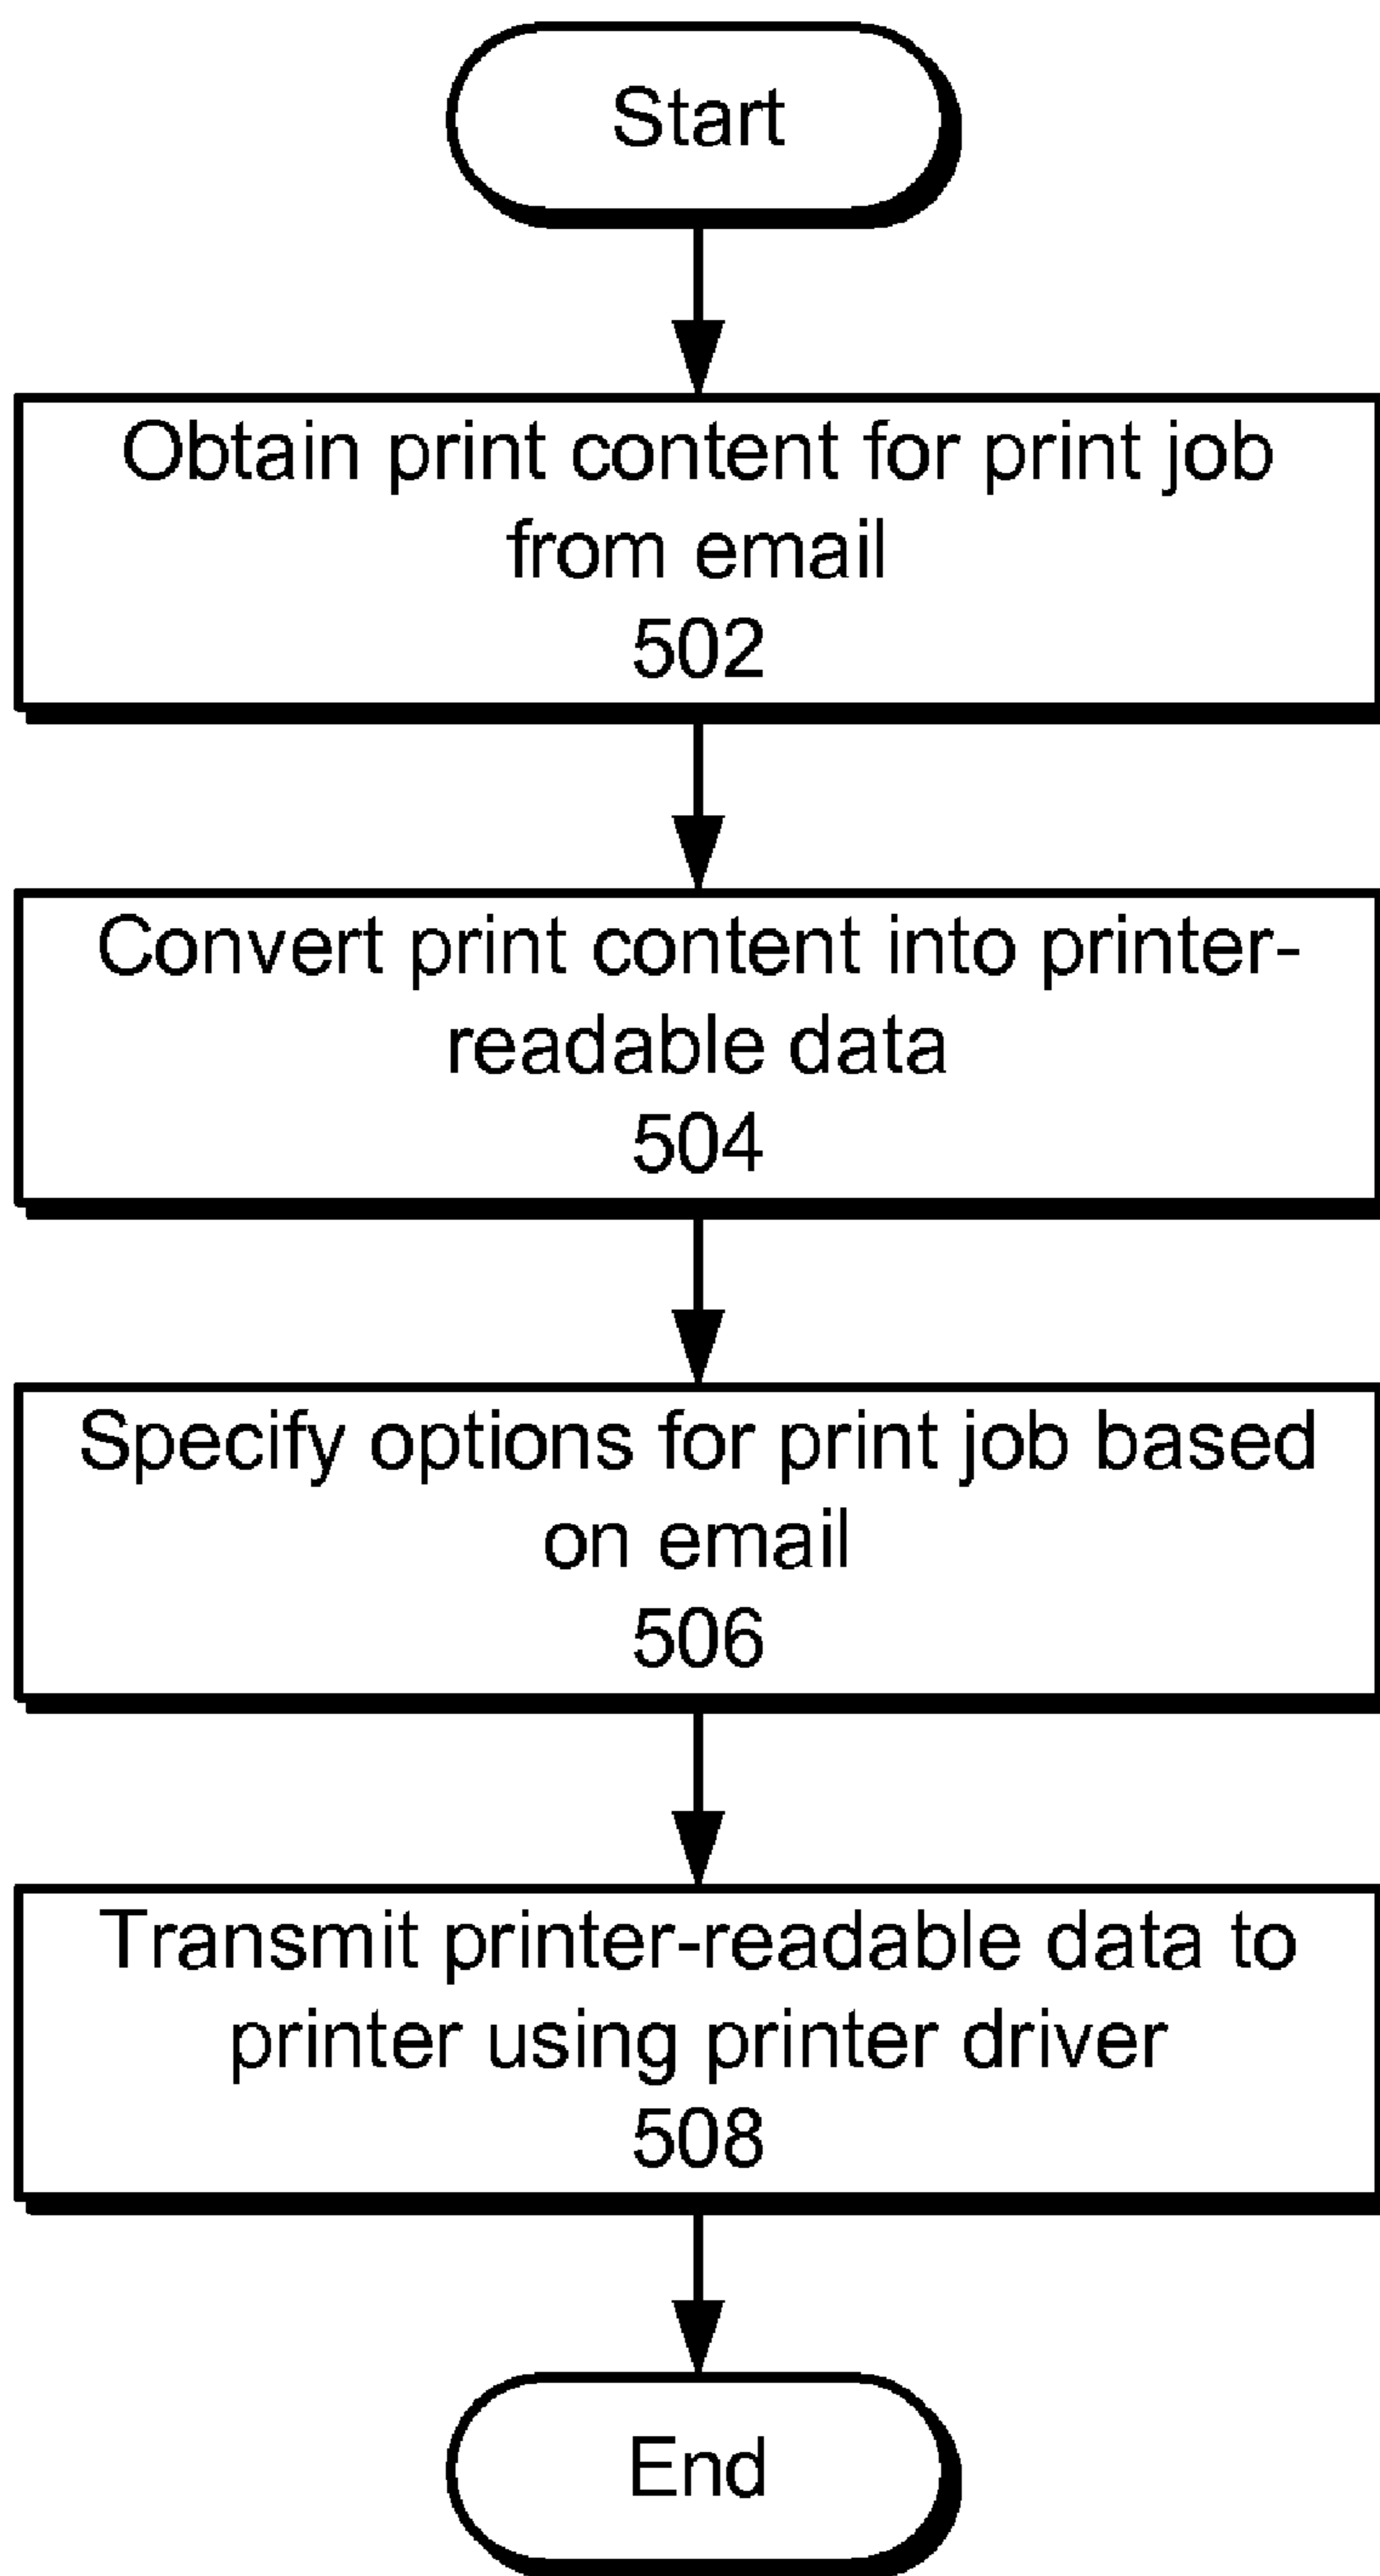 Start
Obtain print content for print job
from email
502
Convert print content into printer-
readable data
504
Specify options for print job based
on email
506
Transmit printer-readable data to
printer using printer driver
508
End